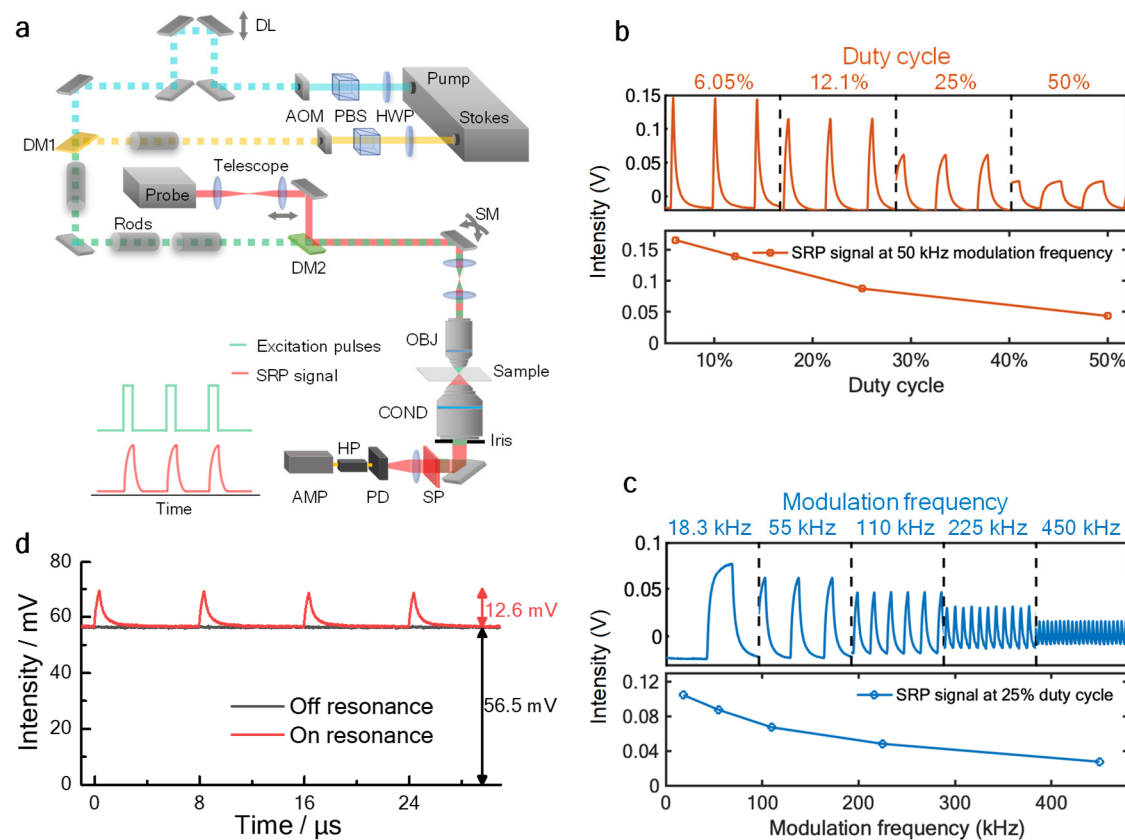 a
DL
Pump
Stokes
AOM PBS HWP
DM1
Telescope
Probe
Rods
SM
DM2
OBJ
Excitation pulses
SRP signal
Sample
COND
Iris
HP
AMP PD SP
Time
b
Duty cycle
6.05% 12.1% 25% 50%
0.15
0.1
0.05
0
Intensity (V)
SRP signal at 50 kHz modulation frequency
0.15
0.1
0.05
0
10% 20% 30% 40% 50%
Duty cycle
c
Modulation frequency
18.3 kHz 55 kHz 110 kHz 225 kHz 450 kHz
0.1
0.05
0
Intensity (V)
SRP signal at 25% duty cycle
0.12
0.08
0.04
0
0 100 200 300 400
Modulation frequency (kHz)
d
80
70
60
50
40
30
20
10
0
Intensity / mV
12.6 mV
56.5 mV
Off resonance
On resonance
0 8 16 24
Time / μs